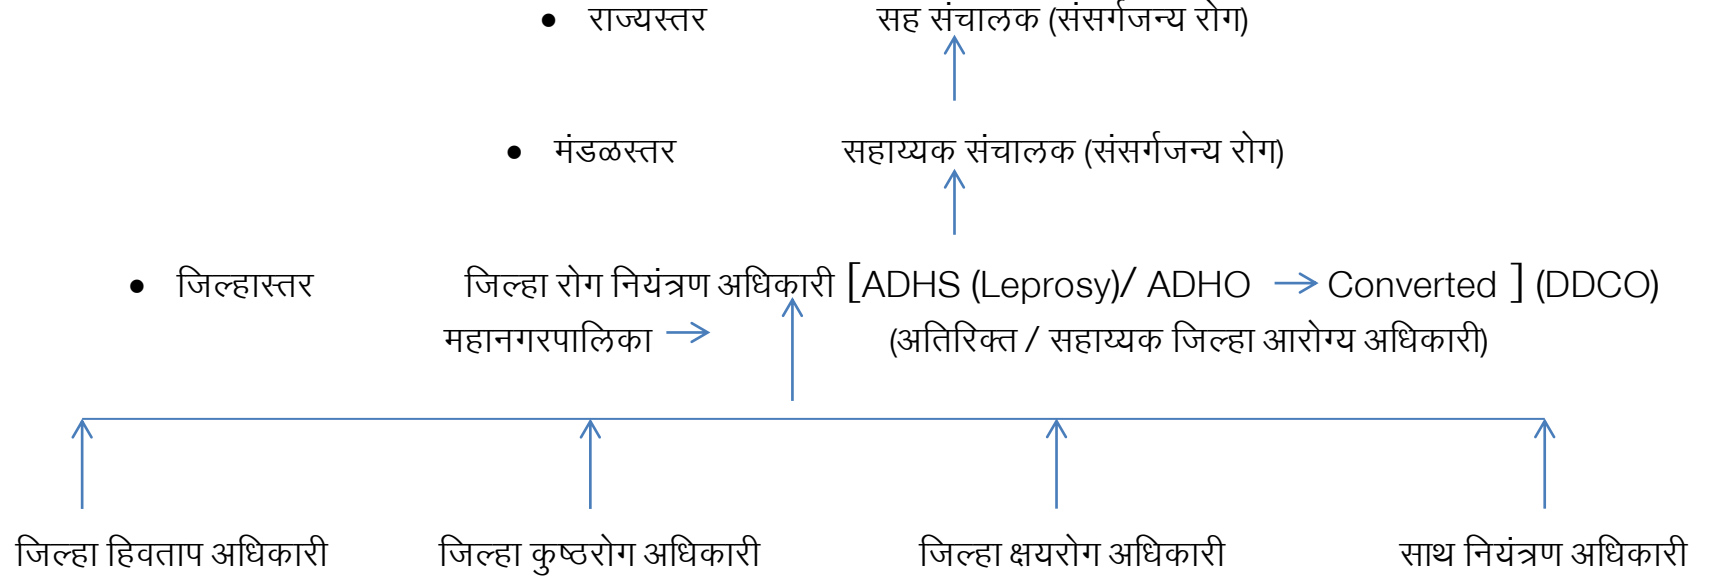 • राज्यस्तर सह संचालक (संसर्गजन्य रोग)
• मंडळस्तर सहाय्यक संचालक (संसर्गजन्य रोग)
• जिल्हास्तर जिल्हा रोग नियंत्रण अधिकारी [ADHS (Leprosy)/ ADHO → Converted ] (DDCO)
महानगरपालिका → (अतिरिक्त / सहाय्यक जिल्हा आरोग्य अधिकारी)
जिल्हा हिवताप अधिकारी जिल्हा कुष्ठरोग अधिकारी जिल्हा क्षयरोग अधिकारी साथ नियंत्रण अधिकारी